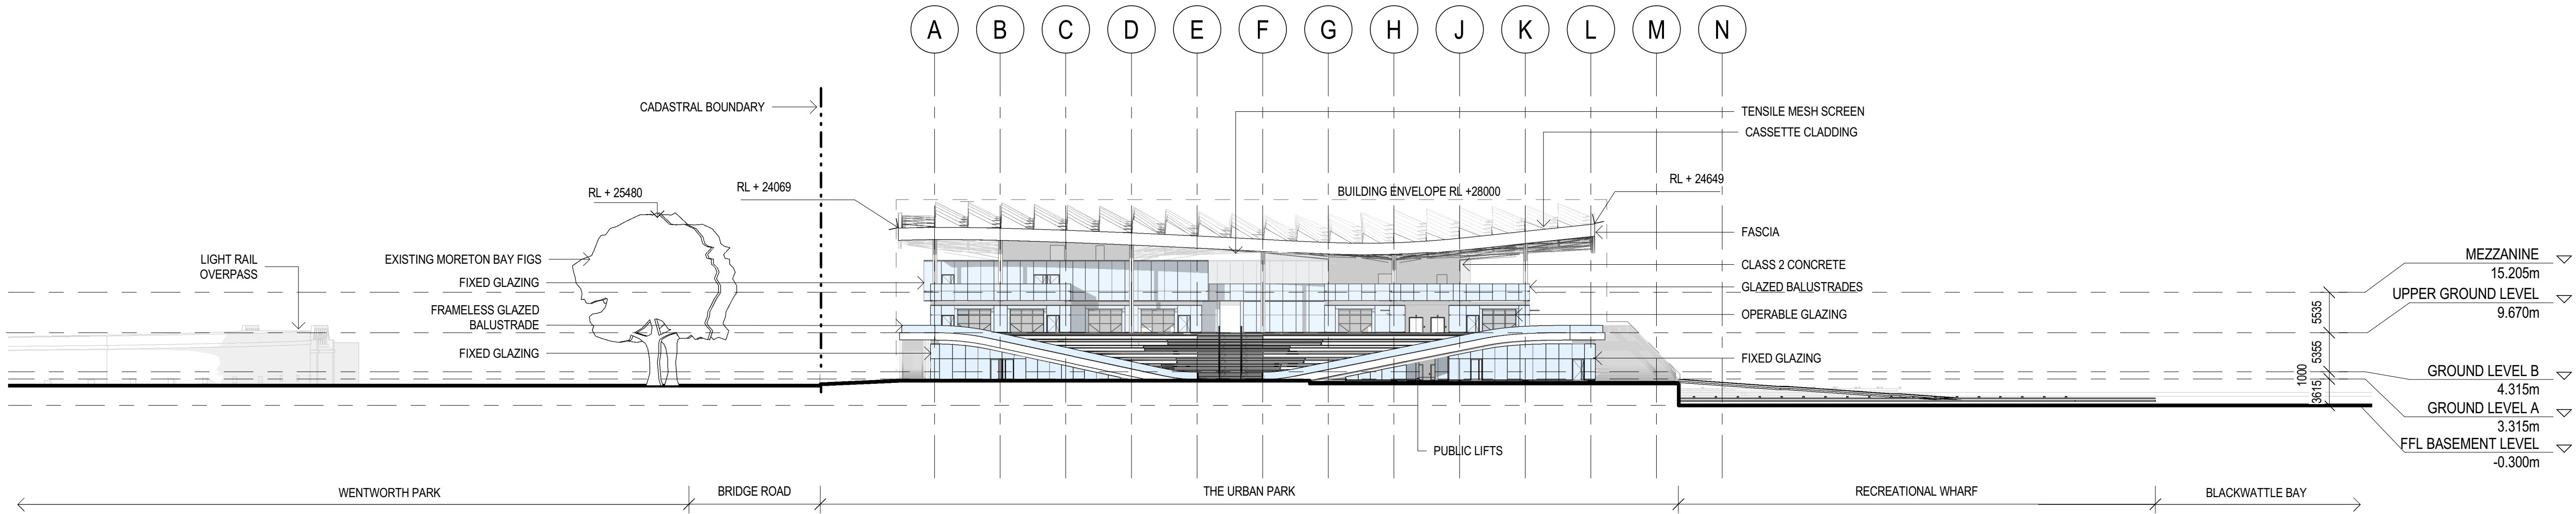 A B C D E F G H J K L M N
CADASTRAL BOUNDARY
TENSILE MESH SCREEN
CASSETTE CLADDING
RL + 25480
RL + 24069
BUILDING ENVELOPE RL +28000
RL + 24649
FASCIA
LIGHT RAIL
OVERPASS
EXISTING MORETON BAY FIGS
FIXED GLAZING
FRAMELESS GLAZED
BALUSTRADE
FIXED GLAZING
CLASS 2 CONCRETE
GLAZED BALUSTRADES
OPERABLE GLAZING
FIXED GLAZING
PUBLIC LIFTS
MEZZANINE
15.205m
UPPER GROUND LEVEL
9.670m
GROUND LEVEL B
4.315m
GROUND LEVEL A
3.315m
FFL BASEMENT LEVEL
-0.300m
5535
5355
1000
3615
WENTWORTH PARK
BRIDGE ROAD
THE URBAN PARK
RECREATIONAL WHARF
BLACKWATTLE BAY